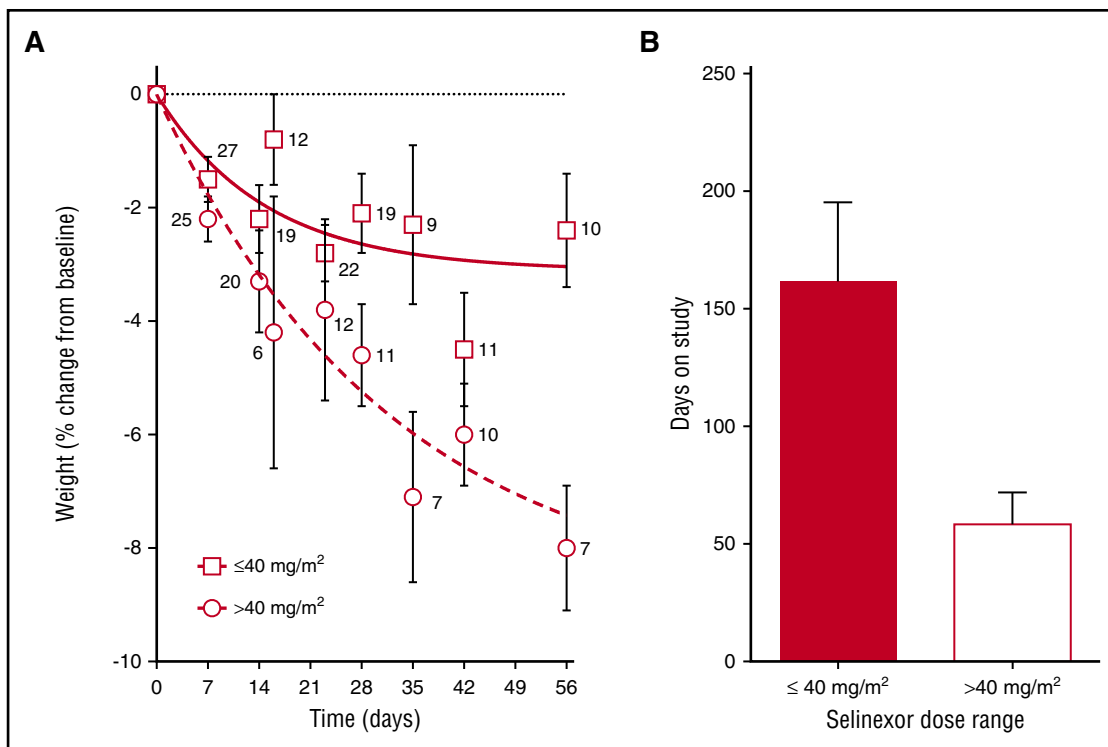 A
Weight (% change from baseline)
0
-2
-4
-6
-8
-10
27
12
25
19
20
6
22
12
19
11
9
7
11
10
10
7
≤40 mg/m²
>40 mg/m²
0 7 14 21 28 35 42 49 56
Time (days)
B
Days on study
250
200
150
100
50
0
≤ 40 mg/m² >40 mg/m²
Selinexor dose range